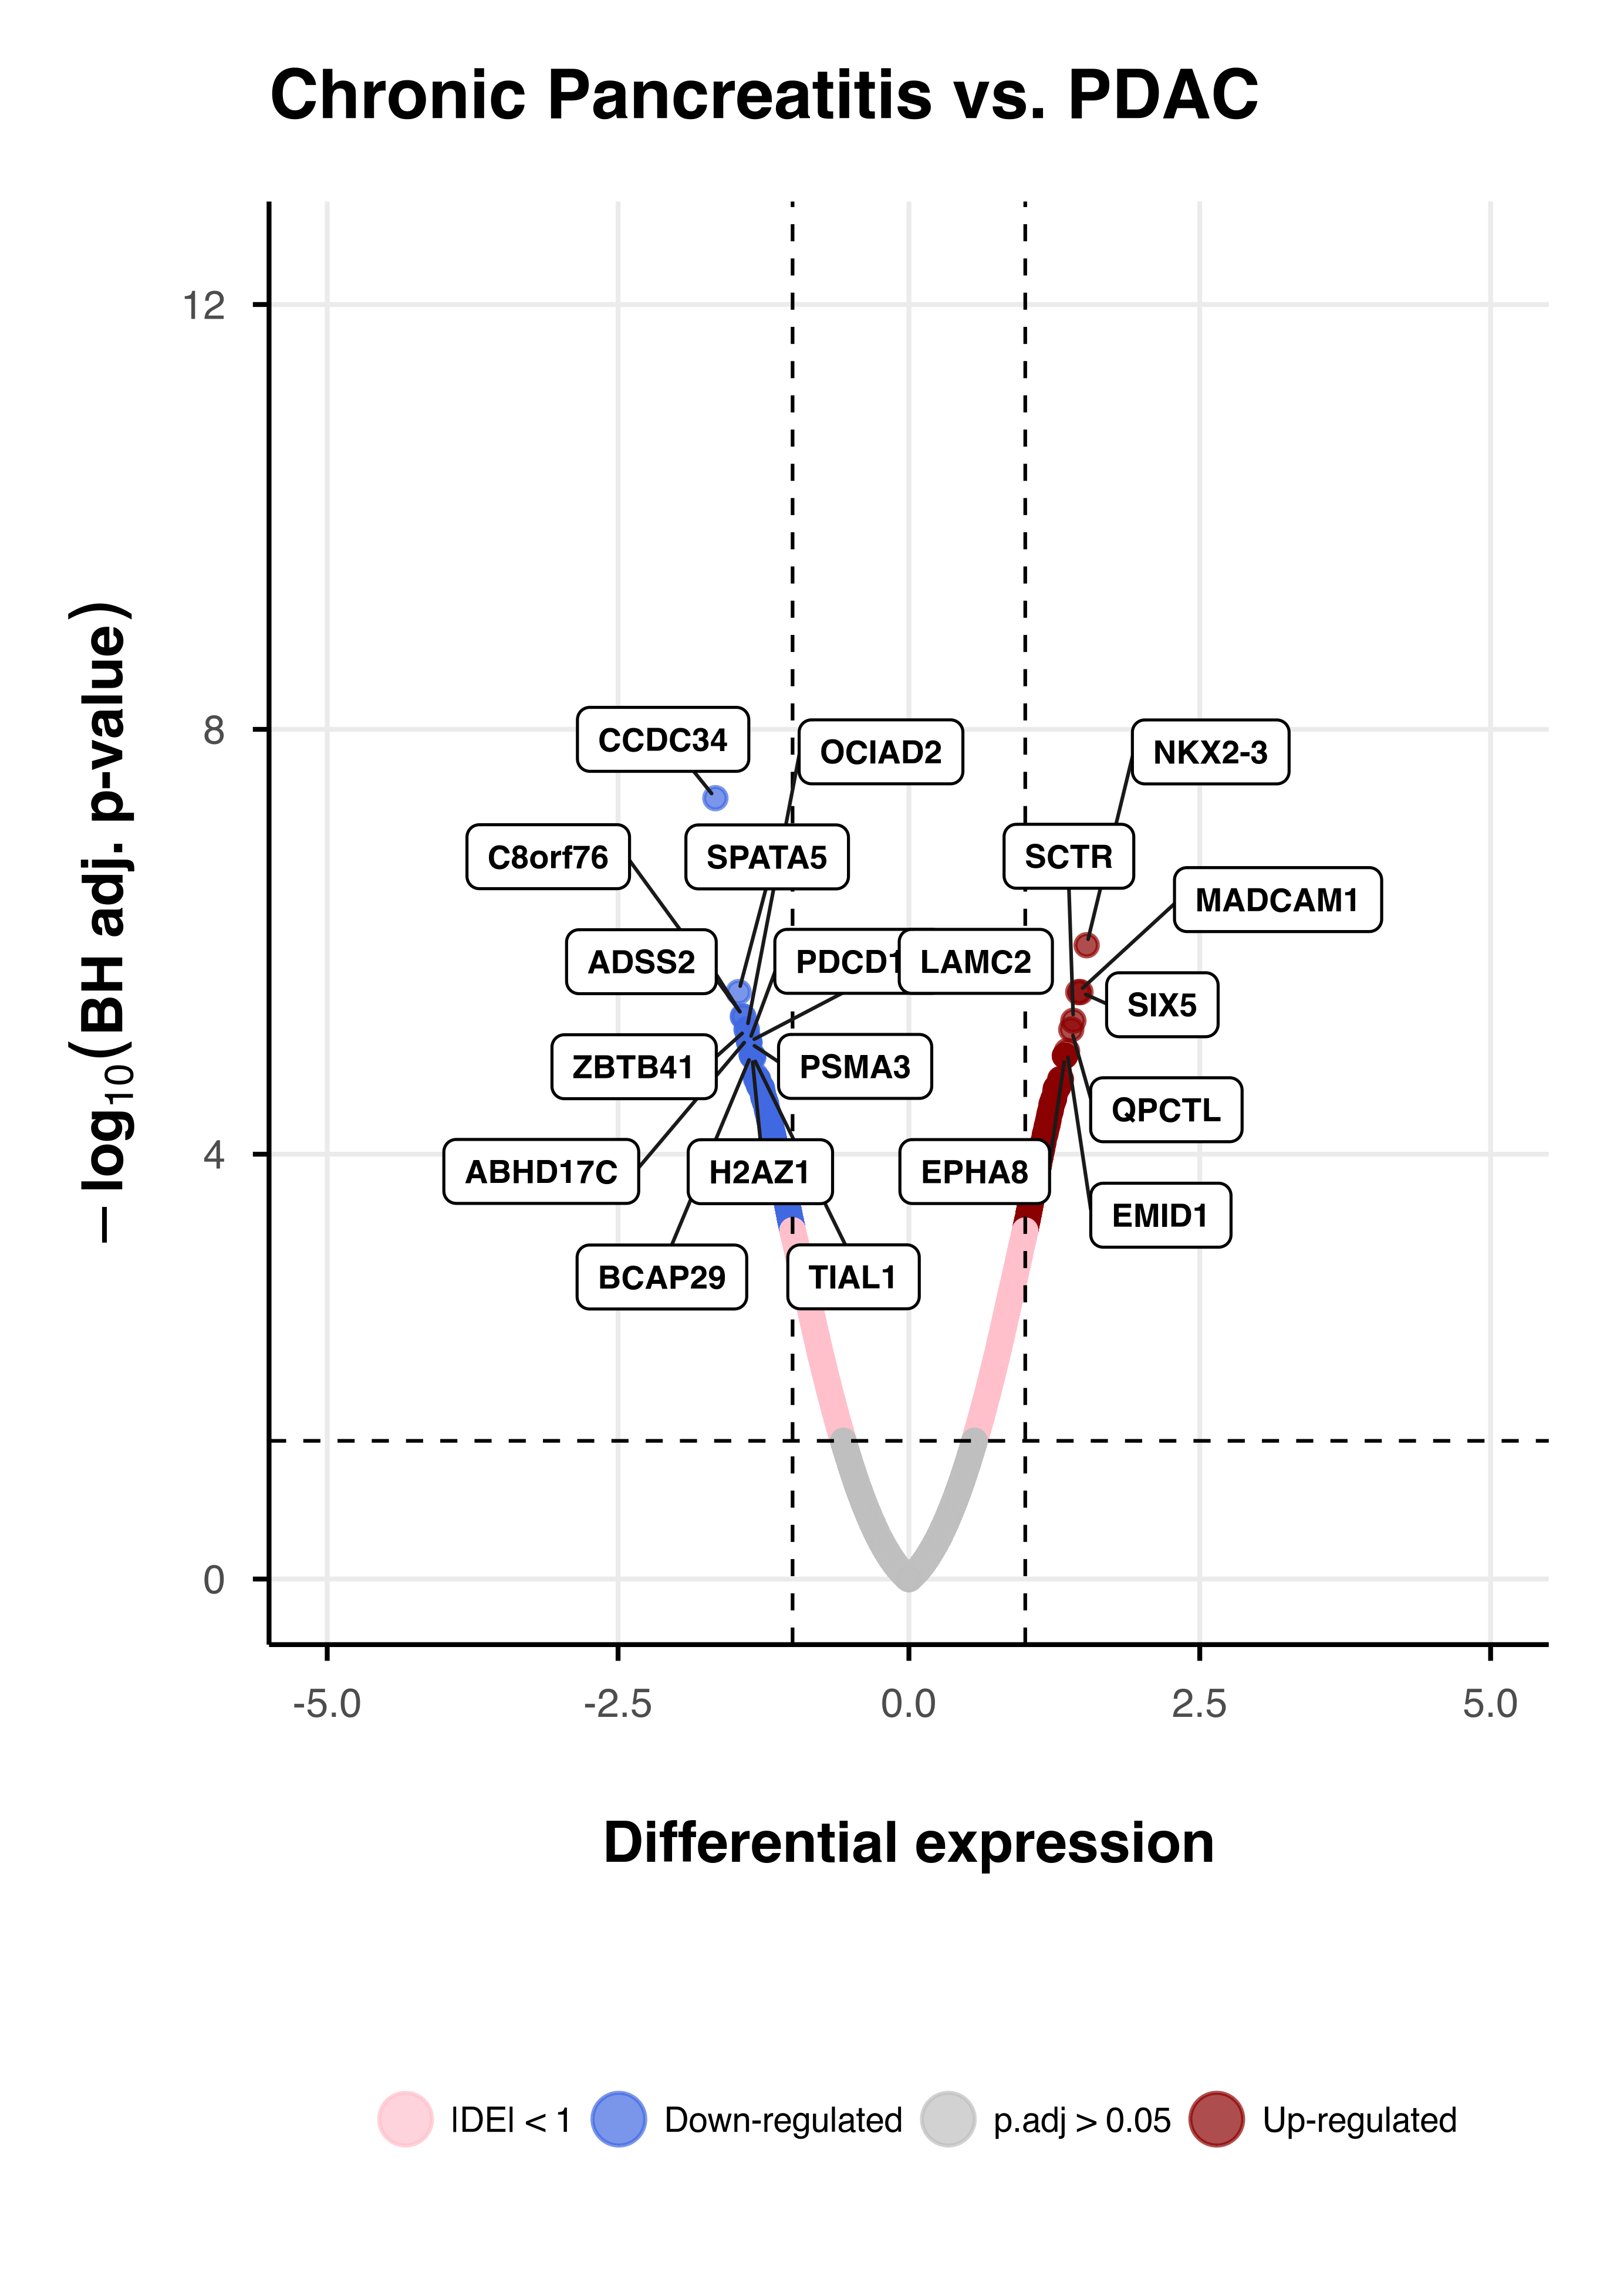 Chronic Pancreatitis vs. PDAC
− log10(BH adj. p-value)
12
8
4
0
CCDC34
OCIAD2
NKX2-3
C8orf76
SPATA5
SCTR
MADCAM1
ADSS2
PDCD1
LAMC2
SIX5
ZBTB41
PSMA3
QPCTL
ABHD17C
H2AZ1
EPHA8
EMID1
BCAP29
TIAL1
-5.0
-2.5
0.0
2.5
5.0
Differential expression
|DE| < 1
Down-regulated
p.adj > 0.05
Up-regulated